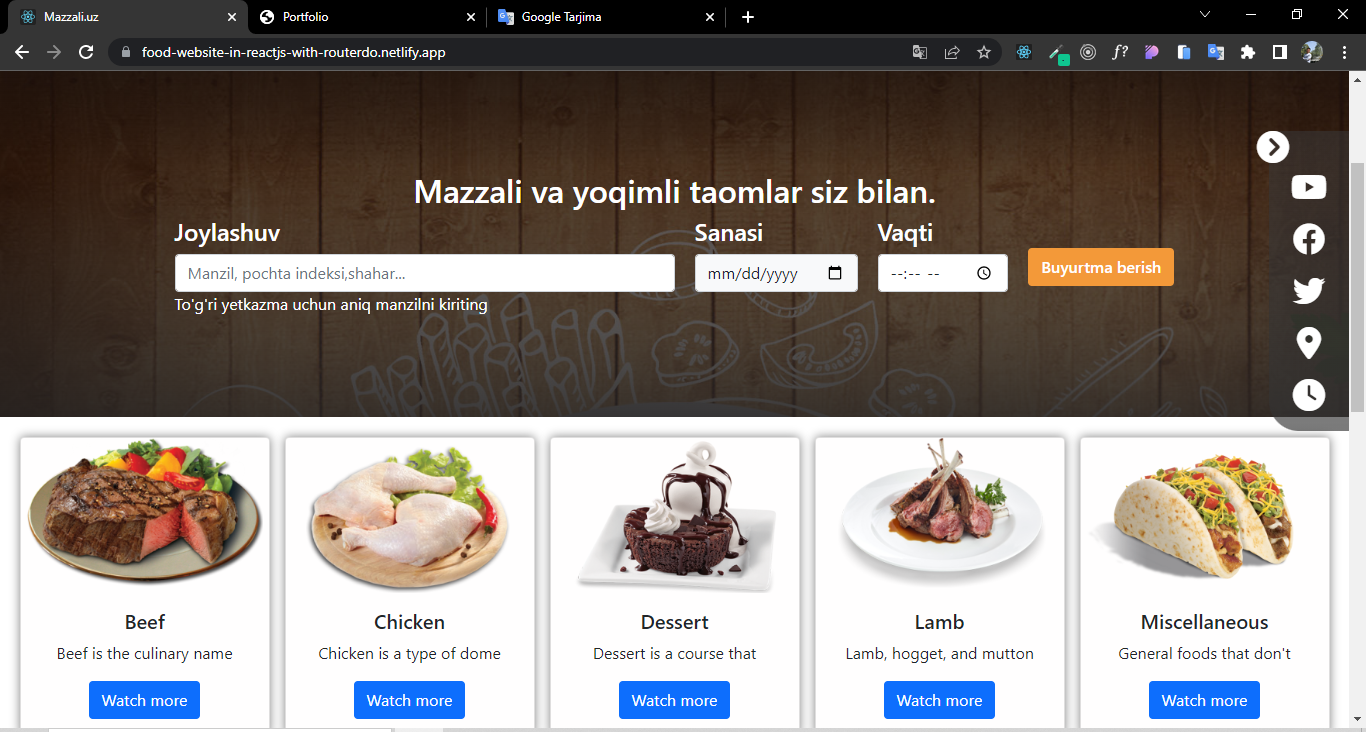 Mazzali.uz
Portfolio
Google Tarjima
food-website-in-reactjs-with-routerdo.netlify.app
f?
Mazzali va yoqimli taomlar siz bilan.
Joylashuv
Sanasi
Vaqti
Manzil, pochta indeksi,shahar...
mm/dd/yyyy
--:-- --
Buyurtma berish
To'g'ri yetkazma uchun aniq manzilni kiriting
Beef
Chicken
Dessert
Lamb
Miscellaneous
Beef is the culinary name
Chicken is a type of dome
Dessert is a course that
Lamb, hogget, and mutton
General foods that don't
Watch more
Watch more
Watch more
Watch more
Watch more